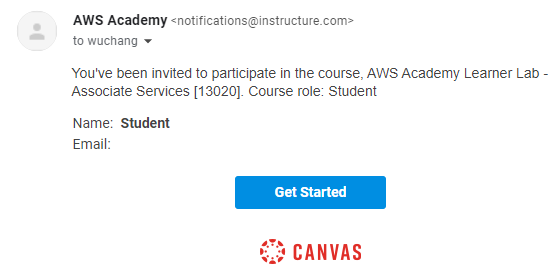 AWS Academy <notifications@instructure.com>
to wuchang
You've been invited to participate in the course, AWS Academy Learner Lab -
Associate Services [13020]. Course role: Student
Name: Student
Email:
Get Started
CANVAS